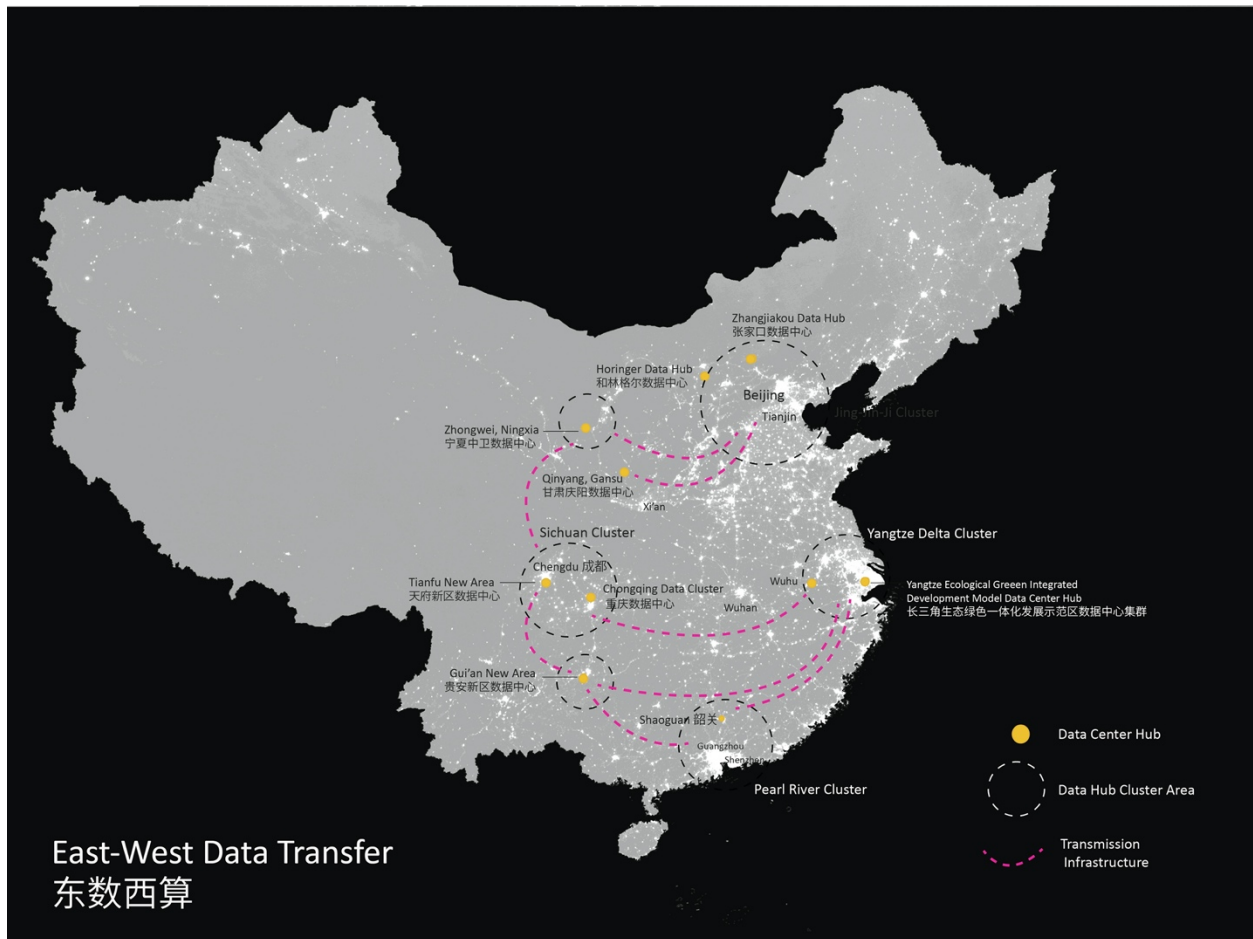 Zhangjiakou Data Hub
张家口数据中心
Horinger Data Hub
和林格尔数据中心
Beijing
Tianjin
Jing-Jin-Ji Cluster
Zhongwei, Ningxia
宁夏中卫数据中心
Qinyang, Gansu
甘肃庆阳数据中心
Xi'an
Sichuan Cluster
Yangtze Delta Cluster
Chengdu 成都
Tianfu New Area
天府新区数据中心
Chongqing Data Cluster
重庆数据中心
Wuhan
Wuhu
Yangtze Ecological Greeen Integrated
Development Model Data Center Hub
长三角生态绿色一体化发展示范区数据中心集群
Gui'an New Area
贵安新区数据中心
Shaoguan 韶关
Guangzhou
Shenzhen
Pearl River Cluster
Data Center Hub
Data Hub Cluster Area
Transmission
Infrastructure
East-West Data Transfer
东数西算